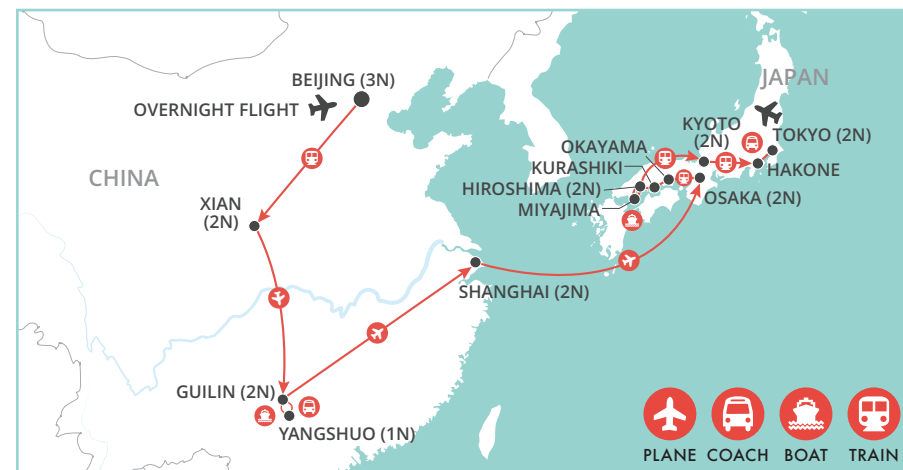 BEIJING (3N)
OVERNIGHT FLIGHT
CHINA
XIAN
(2N)
GUILIN (2N)
YANGSHUO (1N)
SHANGHAI (2N)
JAPAN
KYOTO
(2N)
TOKYO (2N)
OKAYAMA
KURASHIKI
HAKONE
HIROSHIMA (2N)
OSAKA (2N)
MIYAJIMA
PLANE
COACH
BOAT
TRAIN